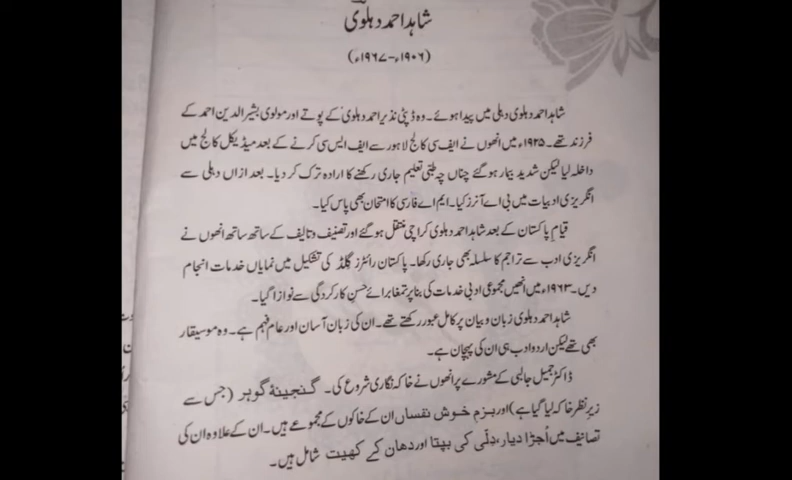 شاہد احمد دہلوی
(۱۹۰۶ء-۱۹۶۷ء)
شاہد احمد دہلوی دہلی میں پیدا ہوئے۔ وہ ڈپٹی نذیر احمد دہلوی کے پوتے اور مولوی بشیر الدین احمد کے
فرزند تھے۔ ۱۹۲۵ء میں انھوں نے ایف سی کالج لاہور سے ایف ایس سی کرنے کے بعد میڈیکل کالج میں
داخلہ لیا لیکن شدید بیمار ہو گئے چناں چہ طبّی تعلیم جاری رکھنے کا ارادہ ترک کر دیا۔ بعد ازاں دہلی سے
انگریزی ادبیات میں بی اے آنرز کیا۔ ایم اے فارسی کا امتحان بھی پاس کیا۔
قیامِ پاکستان کے بعد شاہد احمد دہلوی کراچی منتقل ہو گئے اور تصنیف و تالیف کے ساتھ ساتھ انھوں نے
انگریزی ادب سے تراجم کا سلسلہ بھی جاری رکھا۔ پاکستان رائٹرز گلڈ کی تشکیل میں نمایاں خدمات انجام
دیں۔ ۱۹۶۳ء میں انھیں مجموعی ادبی خدمات کی بنا پر تمغا برائے حسنِ کارکردگی سے نوازا گیا۔
شاہد احمد دہلوی زبان و بیان پر کامل عبور رکھتے تھے۔ ان کی زبان آسان اور عام فہم ہے۔ وہ موسیقار
بھی تھے لیکن اردو ادب ہی ان کی پہچان ہے۔
ڈاکٹر جمیل جالبی کے مشورے پر انھوں نے خاکہ نگاری شروع کی۔ گنجینۂ گوہر (جس سے
زیرِ نظر خاکہ لیا گیا ہے) اور بزمِ خوش نفساں ان کے خاکوں کے مجموعے ہیں۔ ان کے علاوہ ان کی
تصانیف میں اُجڑا دیار، دِلّی کی بپتا اور دھان کے کھیت شامل ہیں۔